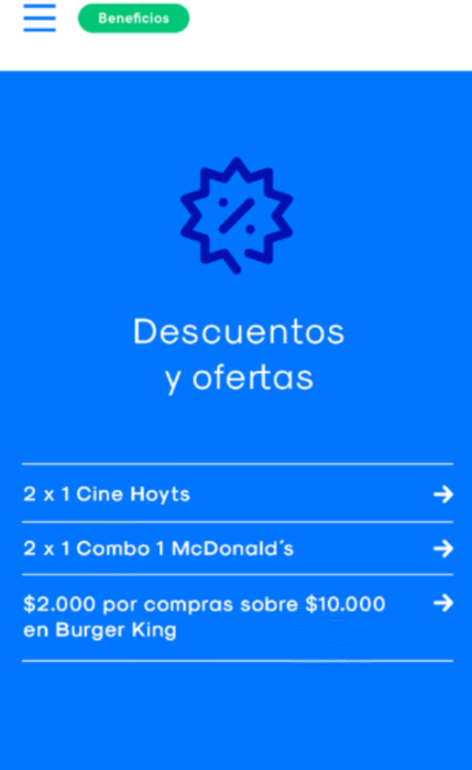 Beneficios
Descuentos
y ofertas
2 x 1 Cine Hoyts
2 x 1 Combo 1 McDonald´s
$2.000 por compras sobre $10.000
en Burger King